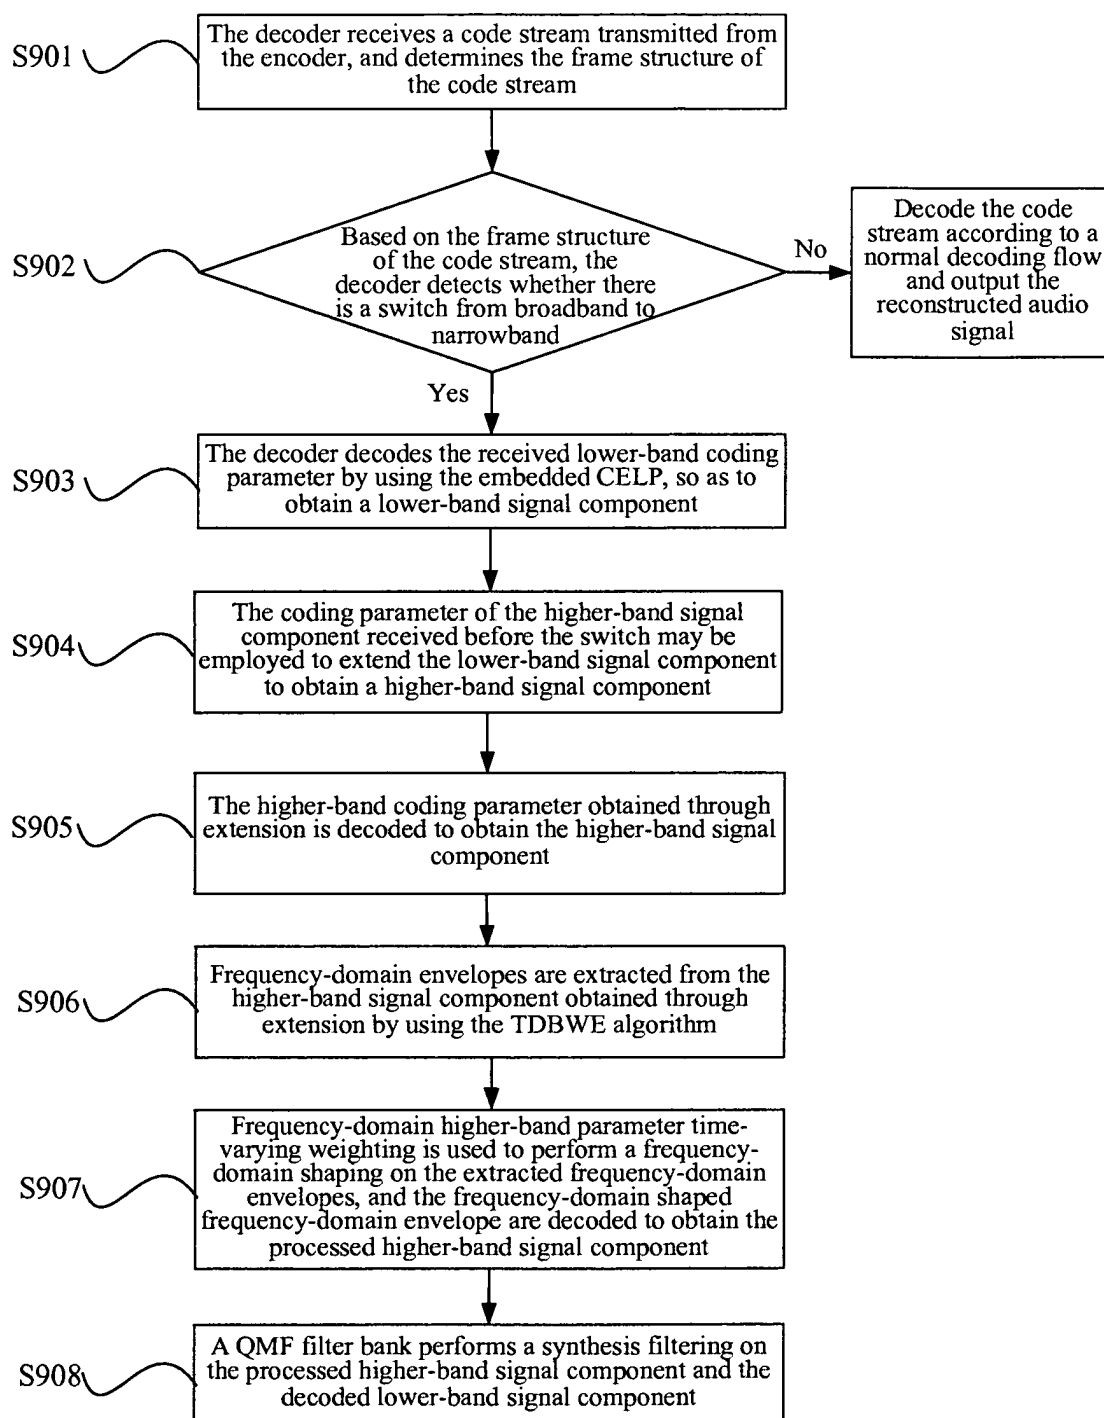 S901
The decoder receives a code stream transmitted from
the encoder, and determines the frame structure of
the code stream
S902
Based on the frame structure
of the code stream, the
decoder detects whether there
is a switch from broadband to
narrowband
No
Decode the code
stream according to a
normal decoding flow
and output the
reconstructed audio
signal
Yes
S903
The decoder decodes the received lower-band coding
parameter by using the embedded CELP, so as to
obtain a lower-band signal component
S904
The coding parameter of the higher-band signal
component received before the switch may be
employed to extend the lower-band signal component
to obtain a higher-band signal component
S905
The higher-band coding parameter obtained through
extension is decoded to obtain the higher-band signal
component
S906
Frequency-domain envelopes are extracted from the
higher-band signal component obtained through
extension by using the TDBWE algorithm
S907
Frequency-domain higher-band parameter time-
varying weighting is used to perform a frequency-
domain shaping on the extracted frequency-domain
envelopes, and the frequency-domain shaped
frequency-domain envelope are decoded to obtain the
processed higher-band signal component
S908
A QMF filter bank performs a synthesis filtering on
the processed higher-band signal component and the
decoded lower-band signal component